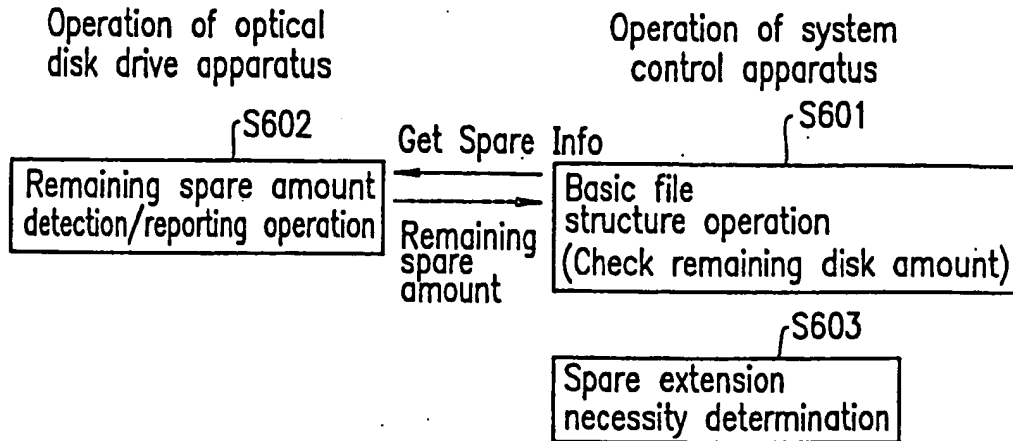 Operation of optical
disk drive apparatus
Operation of system
control apparatus
S602
S601
Get Spare Info
Remaining spare amount
detection/reporting operation
Remaining
spare
amount
Basic file
structure operation
(Check remaining disk amount)
S603
Spare extension
necessity determination